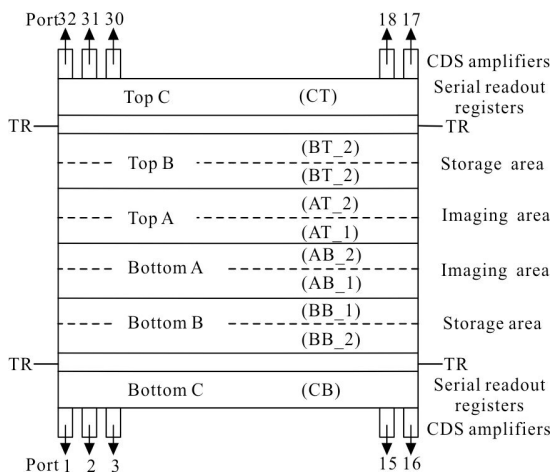 Port32 31 30 18 17
CDS amplifiers
Top C (CT) Serial readout
registers
TR TR
(BT_2)
Top B Storage area
(BT_2)
(AT_2)
Top A Imaging area
(AT_1)
(AB_2)
Bottom A Imaging area
(AB_1)
(BB_1)
Bottom B Storage area
(BB_2)
TR TR
Bottom C (CB) Serial readout
registers
CDS amplifiers
Port 1 2 3 15 16